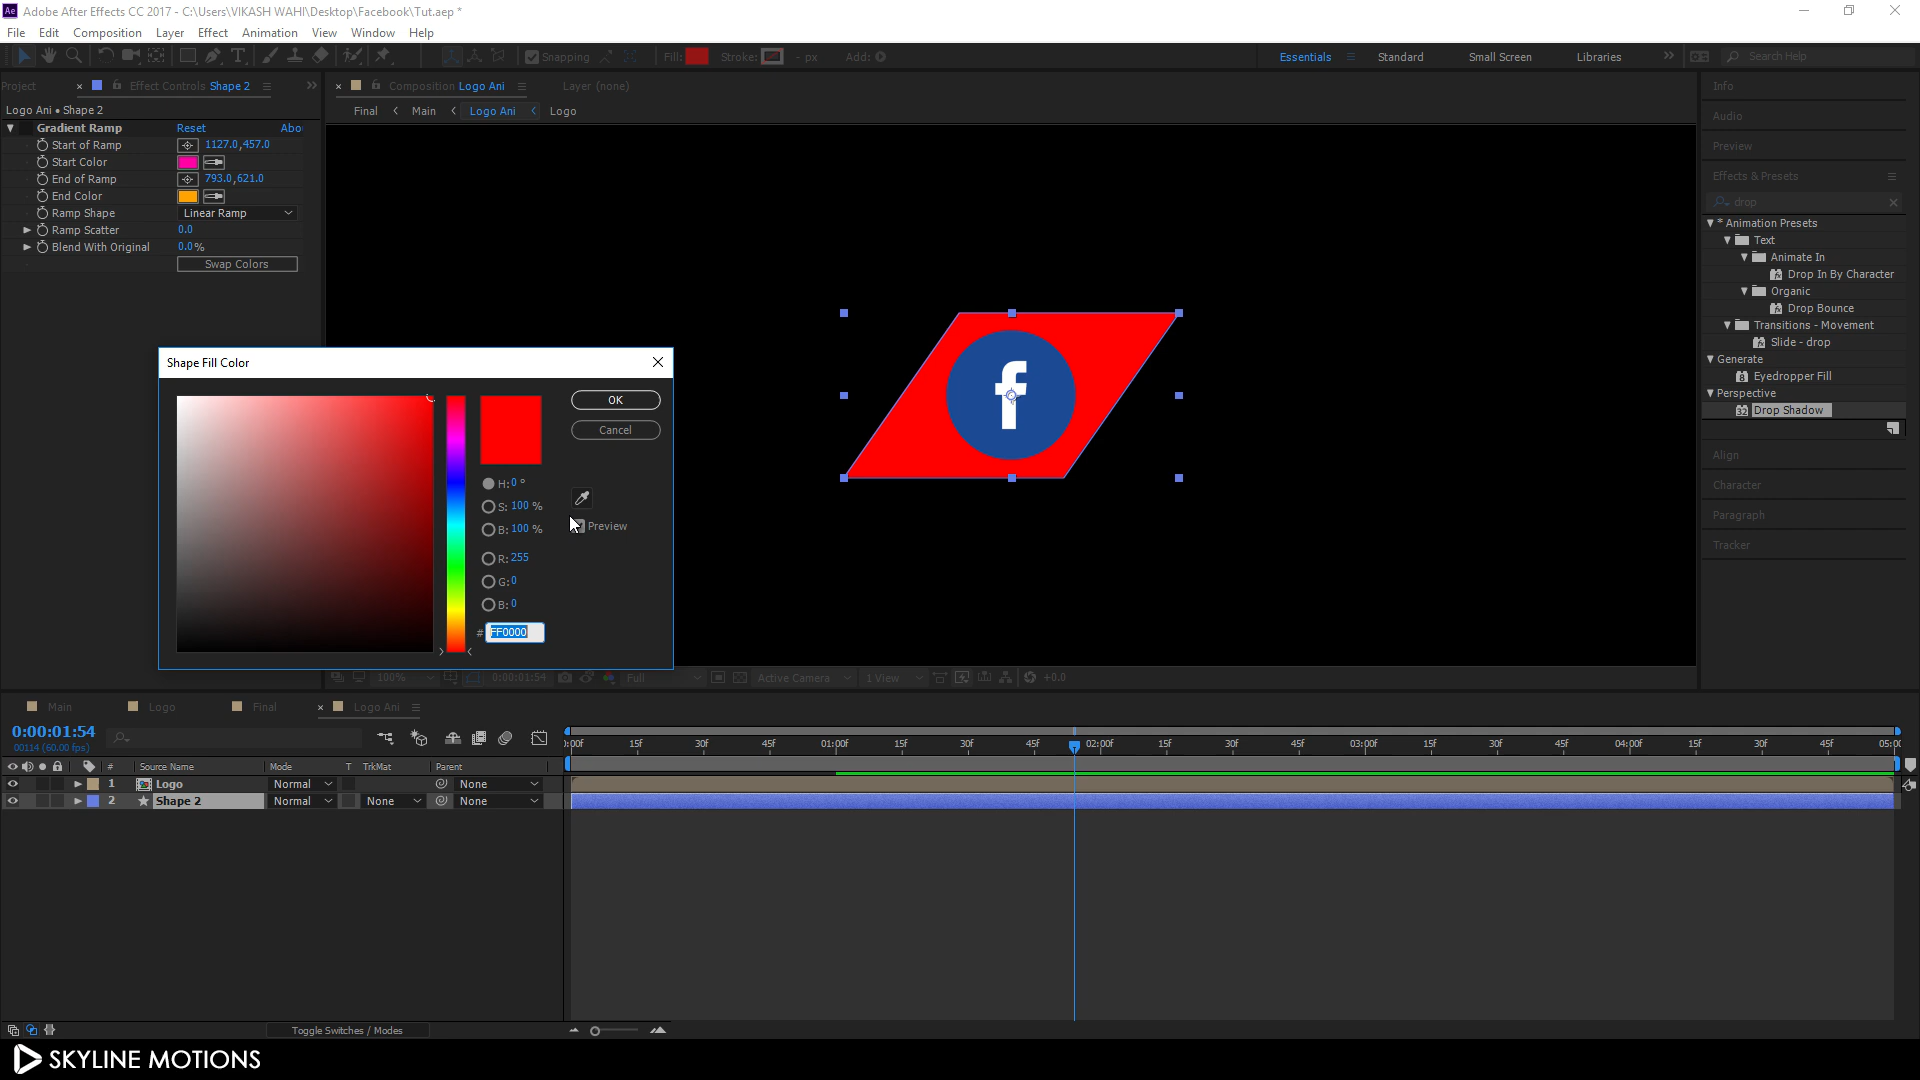 Ae Adobe After Effects CC 2017 - C:\Users\VIKASH WAHI\Desktop\Facebook\Tut.aep *
File Edit Composition Layer Effect Animation View Window Help
Snapping Fill: Stroke: - px Add: Essentials Standard Small Screen Libraries Search Help
Project Effect Controls Shape 2 Composition Logo Ani Layer (none) Info
Logo Ani • Shape 2 Final Main Logo Ani Logo
Audio
Gradient Ramp Reset Abou
Start of Ramp 1127.0,457.0 Preview
Start Color
End of Ramp 793.0,621.0 Effects & Presets
End Color drop
Ramp Shape Linear Ramp
* Animation Presets
Ramp Scatter 0.0
Text
Blend With Original 0.0%
Animate In
Swap Colors
Drop In By Character
Organic
Drop Bounce
Transitions - Movement
Slide - drop
Generate
Eyedropper Fill
Perspective
32 Drop Shadow
Align
Character
Paragraph
Tracker
Shape Fill Color
OK
Cancel
H: 0 °
S: 100 %
B: 100 % Preview
R: 255
G: 0
B: 0
# FF0000
f
100% 0:00:01:54 Full Active Camera 1 View +0.0
Main Logo Final Logo Ani
0:00:01:54
00114 (60.00 fps)
:00f 15f 30f 45f 01:00f 15f 30f 45f 02:00f 15f 30f 45f 03:00f 15f 30f 45f 04:00f 15f 30f 45f 05:00
# Source Name Mode T TrkMat Parent
1 Logo Normal None
2 Shape 2 Normal None None
Toggle Switches / Modes
SKYLINE MOTIONS